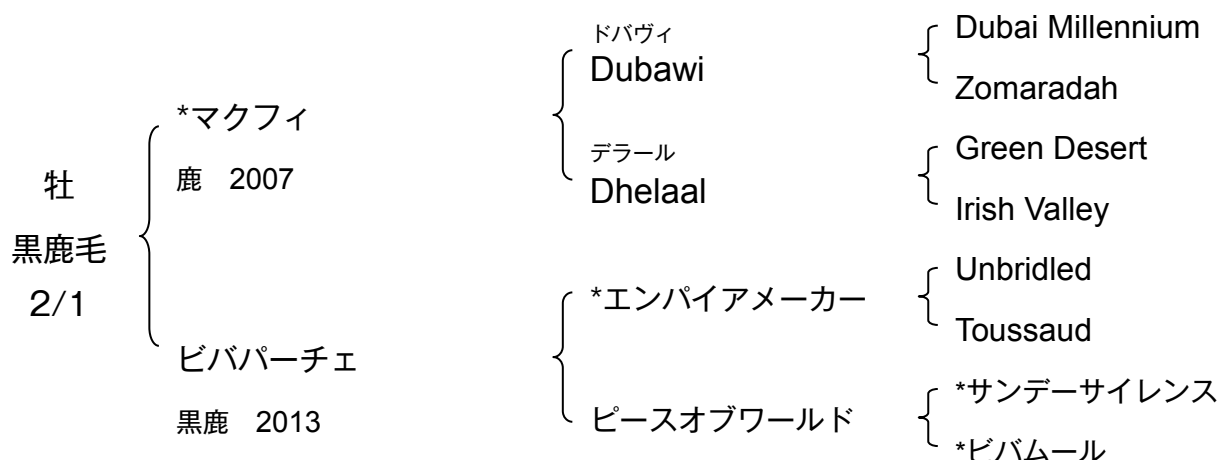 牡
黒鹿毛
2/1
*マクフィ
鹿 2007
ビバパーチェ
黒鹿 2013
ドバヴィ
Dubawi
デラール
Dhelaal
*エンパイアメーカー
ピースオブワールド
Dubai Millennium
Zomaradah
Green Desert
Irish Valley
Unbridled
Toussaud
*サンデーサイレンス
*ビバムール